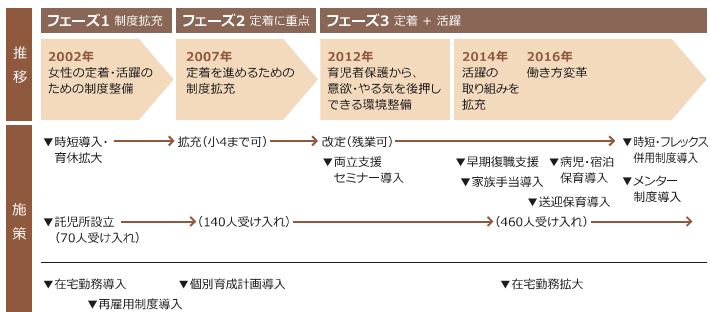 フェーズ1 制度拡充
フェーズ2 定着に重点
フェーズ3 定着 + 活躍
推移
2002年
女性の定着・活躍の
ための制度整備
2007年
定着を進めるための
制度拡充
2012年
育児者保護から、
意欲・やる気を後押し
できる環境整備
2014年
活躍の
取り組みを
拡充
2016年
働き方変革
施策
▼時短導入・
育休拡大
拡充(小4まで可)
改定(残業可)
▼両立支援
セミナー導入
▼早期復職支援
▼家族手当導入
▼病児・宿泊
保育導入
▼送迎保育導入
▼時短・フレックス
併用制度導入
▼メンター
制度導入
▼託児所設立
(70人受け入れ)
(140人受け入れ)
(460人受け入れ)
▼在宅勤務導入
▼再雇用制度導入
▼個別育成計画導入
▼在宅勤務拡大